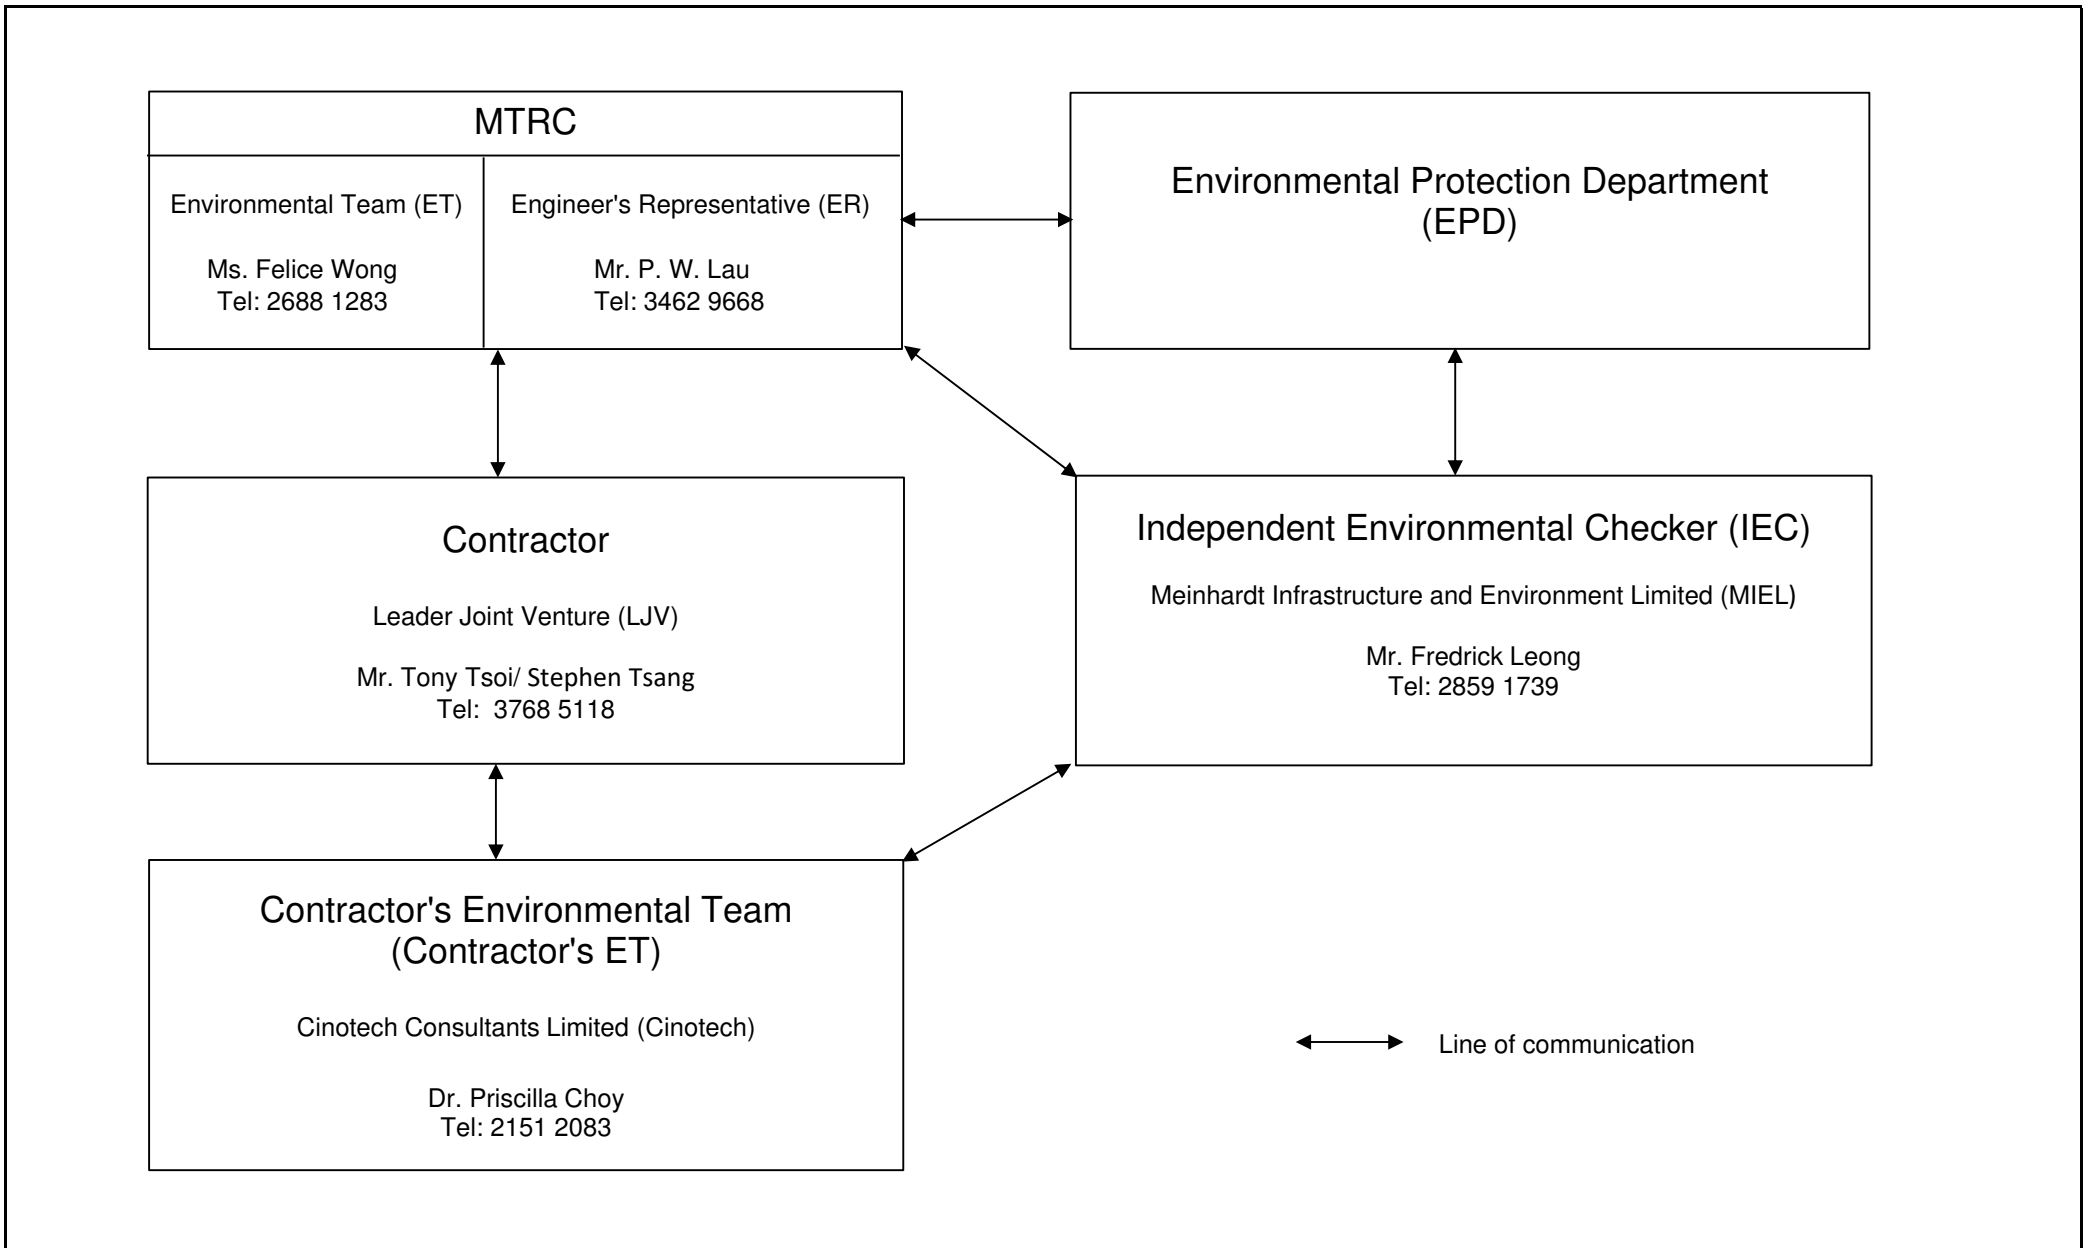 MTRC
Environmental Team (ET)
Ms. Felice Wong
Tel: 2688 1283
Engineer's Representative (ER)
Mr. P. W. Lau
Tel: 3462 9668
Environmental Protection Department
(EPD)
Contractor
Leader Joint Venture (LJV)
Mr. Tony Tsoi/ Stephen Tsang
Tel:  3768 5118
Independent Environmental Checker (IEC)
Meinhardt Infrastructure and Environment Limited (MIEL)
Mr. Fredrick Leong
Tel: 2859 1739
Contractor's Environmental Team
(Contractor's ET)
Cinotech Consultants Limited (Cinotech)
Dr. Priscilla Choy
Tel: 2151 2083
Line of communication